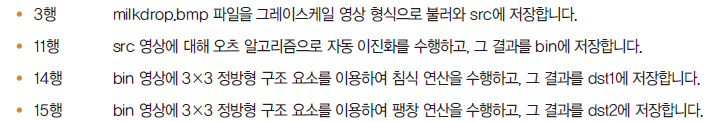 • 3행 milkdrop.bmp 파일을 그레이스케일 영상 형식으로 불러와 src에 저장합니다.
• 11행 src 영상에 대해 오츠 알고리즘으로 자동 이진화를 수행하고, 그 결과를 bin에 저장합니다.
• 14행 bin 영상에 3×3 정방형 구조 요소를 이용하여 침식 연산을 수행하고, 그 결과를 dst1에 저장합니다.
• 15행 bin 영상에 3×3 정방형 구조 요소를 이용하여 팽창 연산을 수행하고, 그 결과를 dst2에 저장합니다.